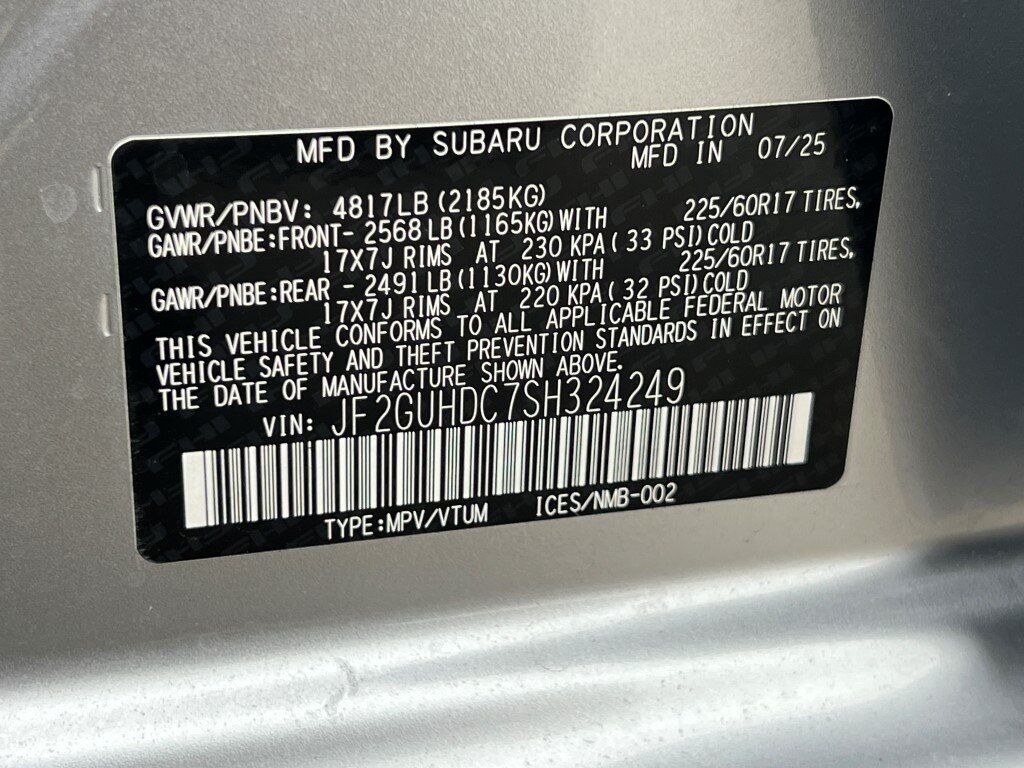 MFD BY SUBARU CORPORATION
MFD IN 07/25
GVWR/PNBV: 4817LB (2185KG)
GAWR/PNBE:FRONT- 2568 LB (1165KG) WITH 225/60R17 TIRES,
17X7J RIMS AT 230 KPA ( 33 PSI) COLD
GAWR/PNBE:REAR - 2491 LB (1130KG) WITH 225/60R17 TIRES,
17X7J RIMS AT 220 KPA ( 32 PSI) COLD
THIS VEHICLE CONFORMS TO ALL APPLICABLE FEDERAL MOTOR
VEHICLE SAFETY AND THEFT PREVENTION STANDARDS IN EFFECT ON
THE DATE OF MANUFACTURE SHOWN ABOVE.
VIN: JF2GUHDC7SH324249
TYPE:MPV/VTUM ICES/NMB-002